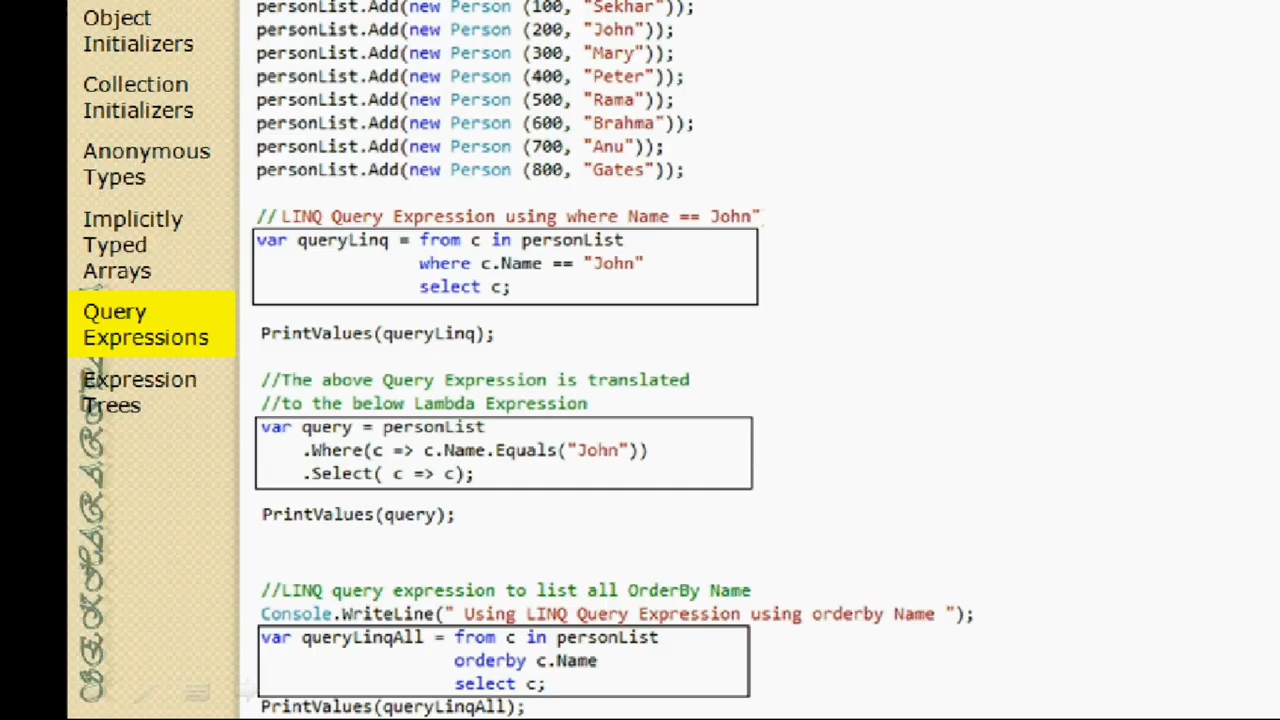 Object
Initializers
Collection
Initializers
Anonymous
Types
Implicitly
Typed
Arrays
Query
Expressions
Expression
Trees
personList.Add(new Person (100, "Sekhar"));
personList.Add(new Person (200, "John"));
personList.Add(new Person (300, "Mary"));
personList.Add(new Person (400, "Peter"));
personList.Add(new Person (500, "Rama"));
personList.Add(new Person (600, "Brahma"));
personList.Add(new Person (700, "Anu"));
personList.Add(new Person (800, "Gates"));
// LINQ Query Expression using where Name == John"
var queryLinq = from c in personList
where c.Name == "John"
select c;
PrintValues(queryLinq);
//The above Query Expression is translated
//to the below Lambda Expression
var query = personList
.Where(c => c.Name.Equals("John"))
.Select( c => c);
PrintValues(query);
//LINQ query expression to list all OrderBy Name
Console.WriteLine(" Using LINQ Query Expression using orderby Name ");
var queryLinqAll = from c in personList
orderby c.Name
select c;
PrintValues(queryLinqAll);